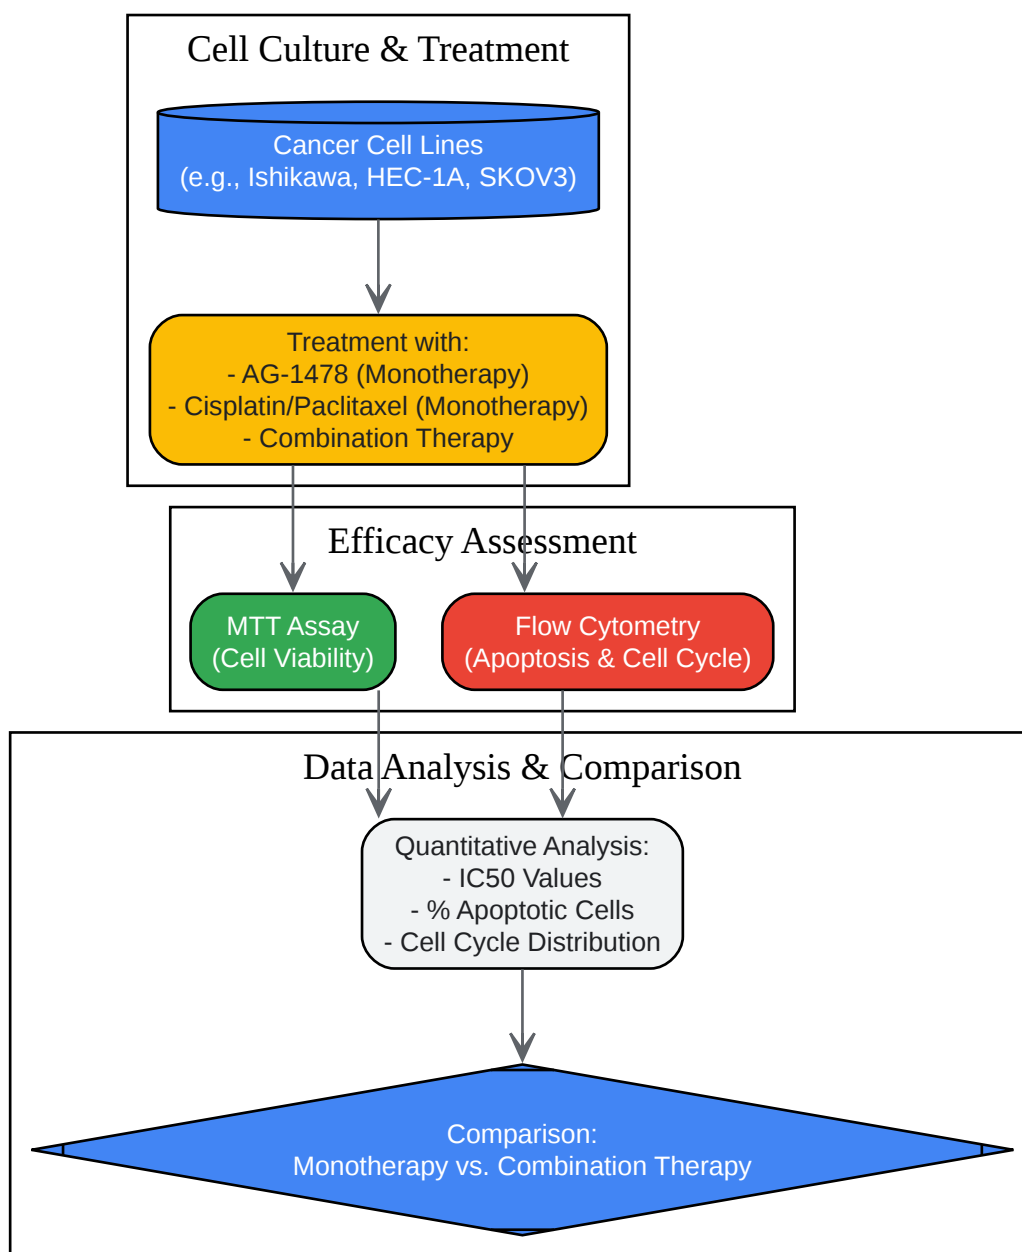 Cell Culture & Treatment
Cancer Cell Lines
(e.g., Ishikawa, HEC-1A, SKOV3)
Treatment with:
- AG-1478 (Monotherapy)
- Cisplatin/Paclitaxel (Monotherapy)
- Combination Therapy
Efficacy Assessment
MTT Assay
(Cell Viability)
Flow Cytometry
(Apoptosis & Cell Cycle)
Data Analysis & Comparison
Quantitative Analysis:
- IC50 Values
- % Apoptotic Cells
- Cell Cycle Distribution
Comparison:
Monotherapy vs. Combination Therapy